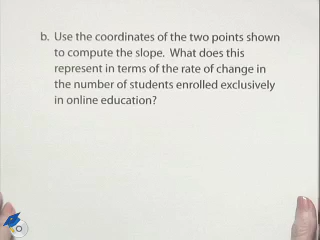 b. Use the coordinates of the two points shown
to compute the slope. What does this
represent in terms of the rate of change in
the number of students enrolled exclusively
in online education?